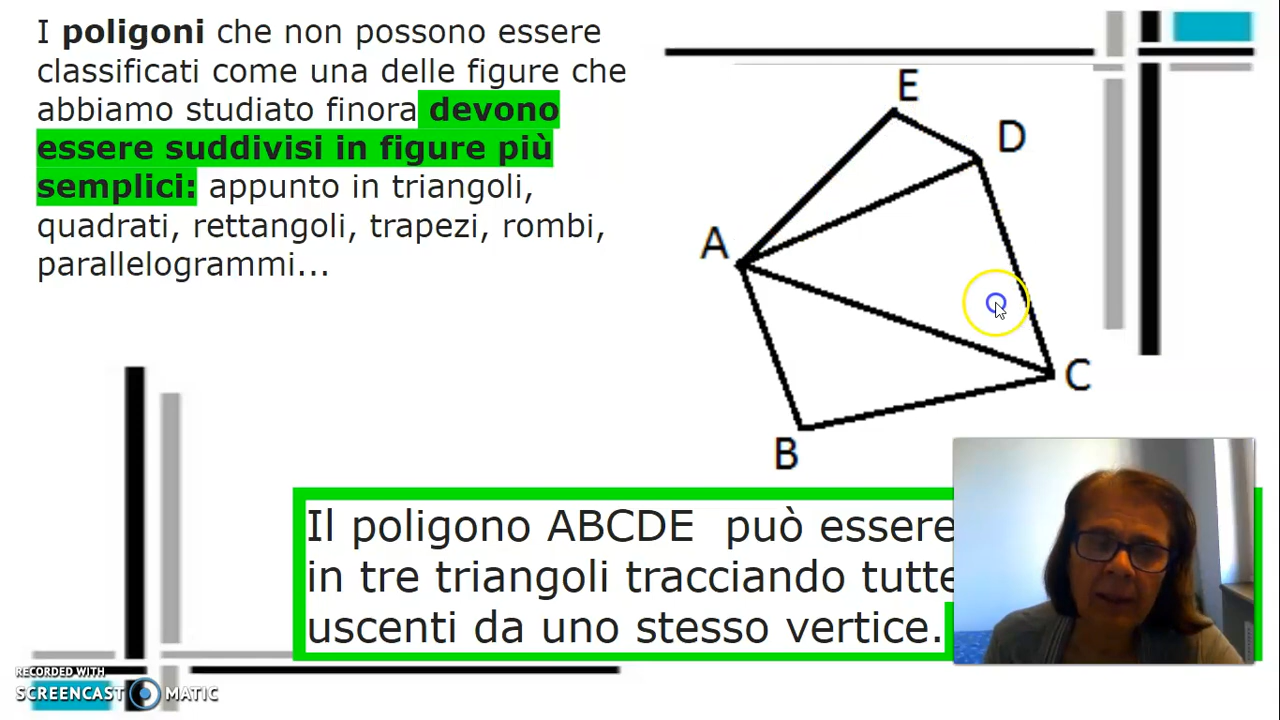 I poligoni che non possono essere
classificati come una delle figure che
abbiamo studiato finora devono
essere suddivisi in figure più
semplici: appunto in triangoli,
quadrati, rettangoli, trapezi, rombi,
parallelogrammi...
E
D
A
C
B
Il poligono ABCDE può essere
in tre triangoli tracciando tutte
uscenti da uno stesso vertice.
RECORDED WITH
SCREENCAST MATIC